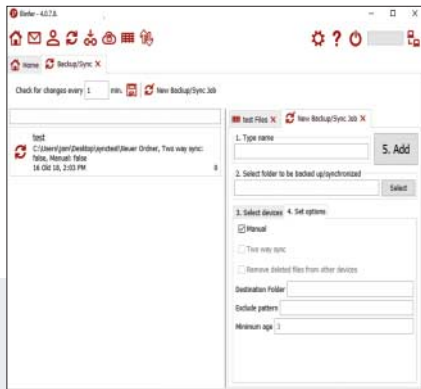 Giefer - 4.0.7.8.
Home
Backup/Sync X
Check for changes every 1 min.
New Backup/Sync Job
test
C:\Users\jom\Desktop\synctest\Neuer Ordner, Two way sync:
false, Manual: false
16 Okt 18, 2:03 PM
0
test Files X
New Backup/Sync Job X
1. Type name
5. Add
2. Select folder to be backed up/synchronized
Select
3. Select devices
4. Set options
Manual
Two way sync
Remove deleted files from other devices
Destination Folder
Exclude pattern
Minimum age 3